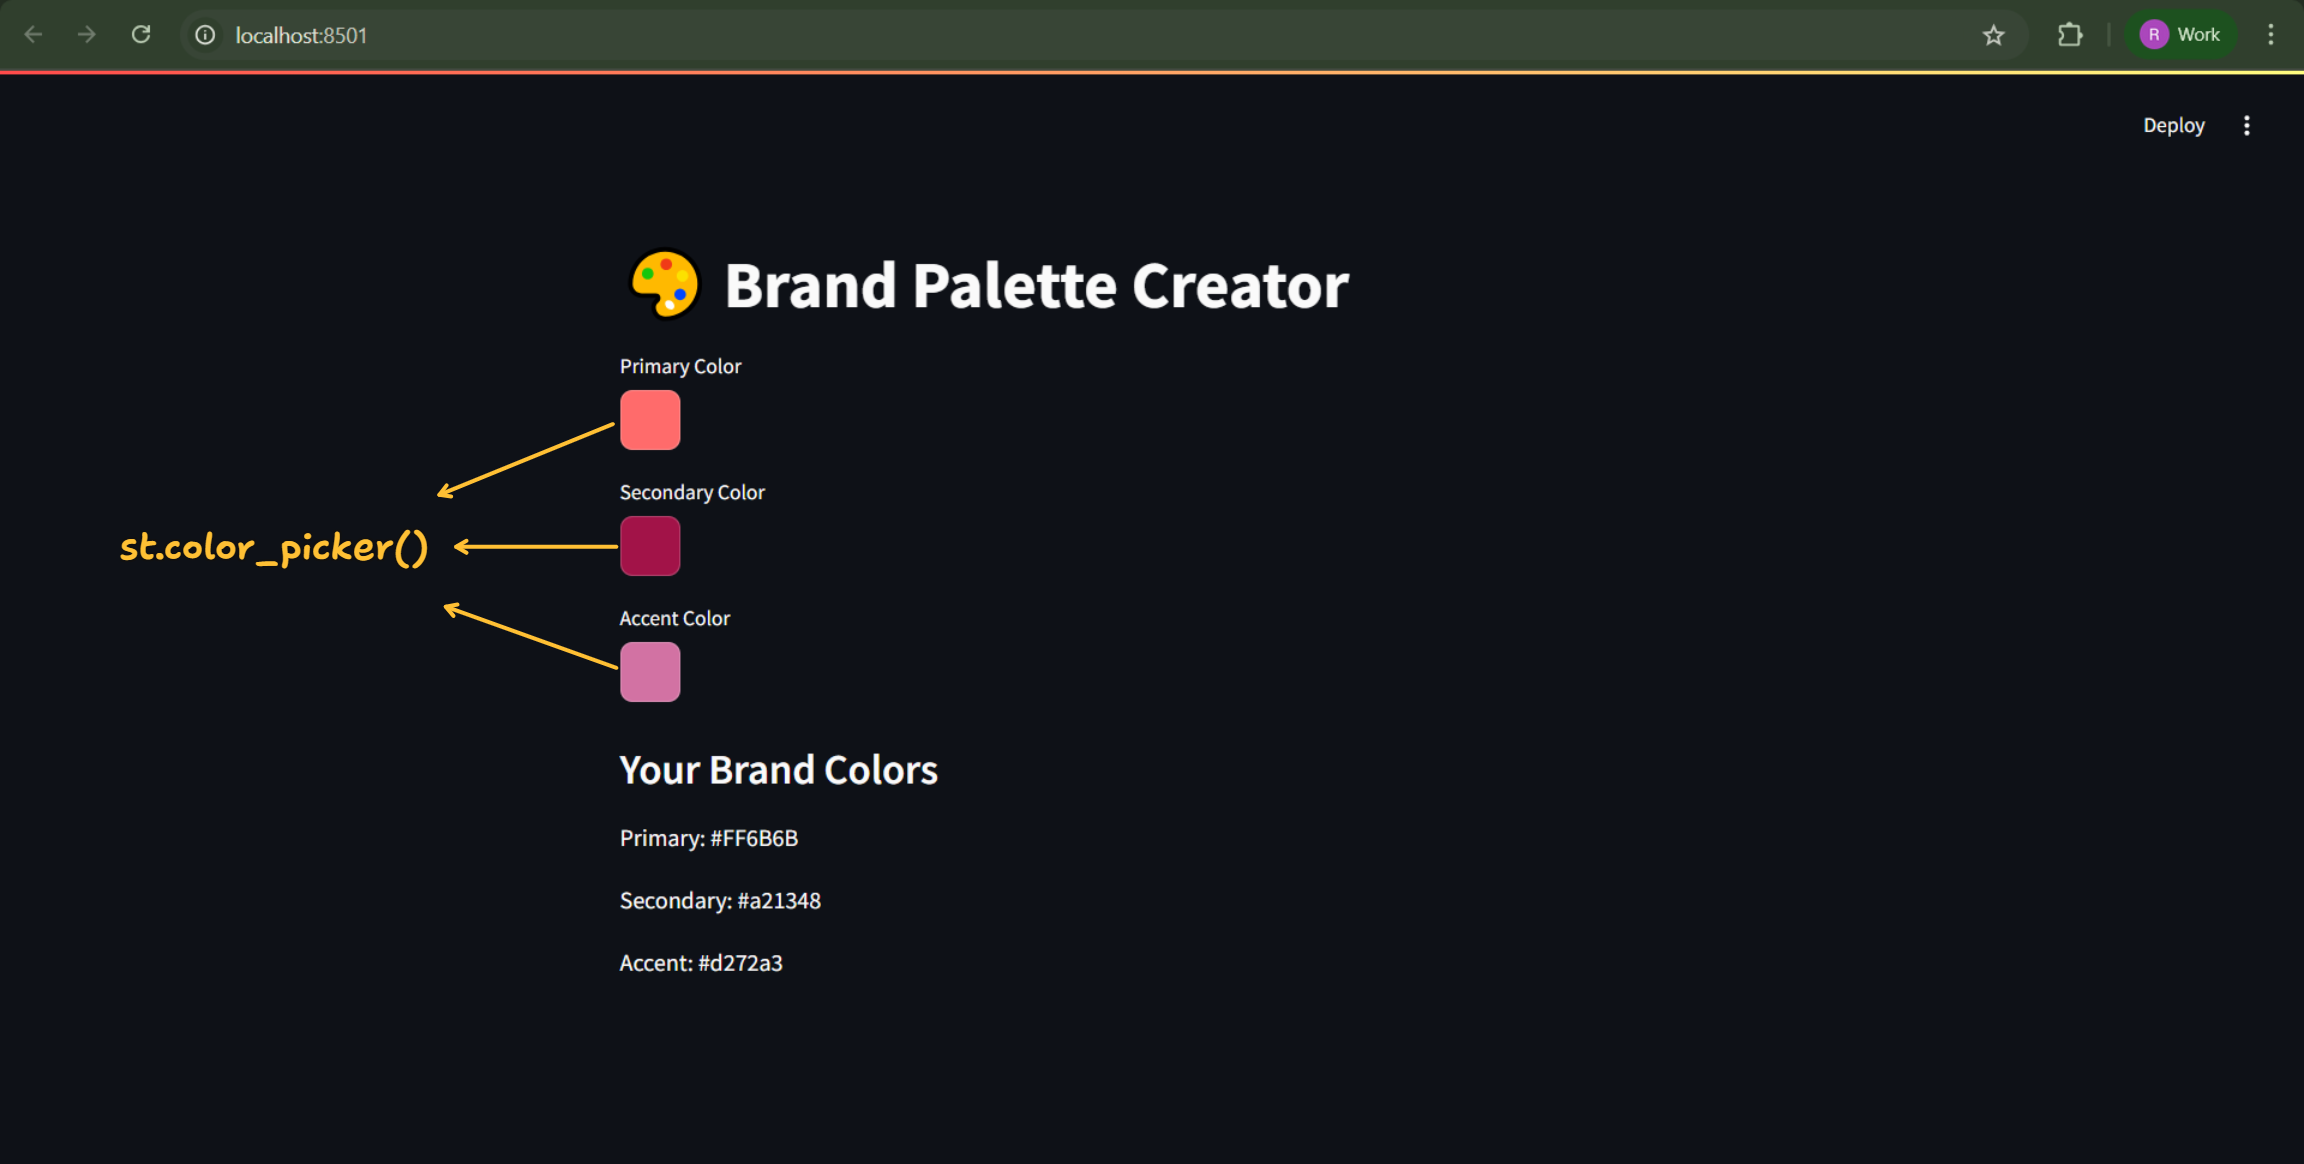 localhost:8501
R Work
Deploy
Brand Palette Creator
Primary Color
Secondary Color
st.color_picker()
Accent Color
Your Brand Colors
Primary: #FF6B6B
Secondary: #a21348
Accent: #d272a3